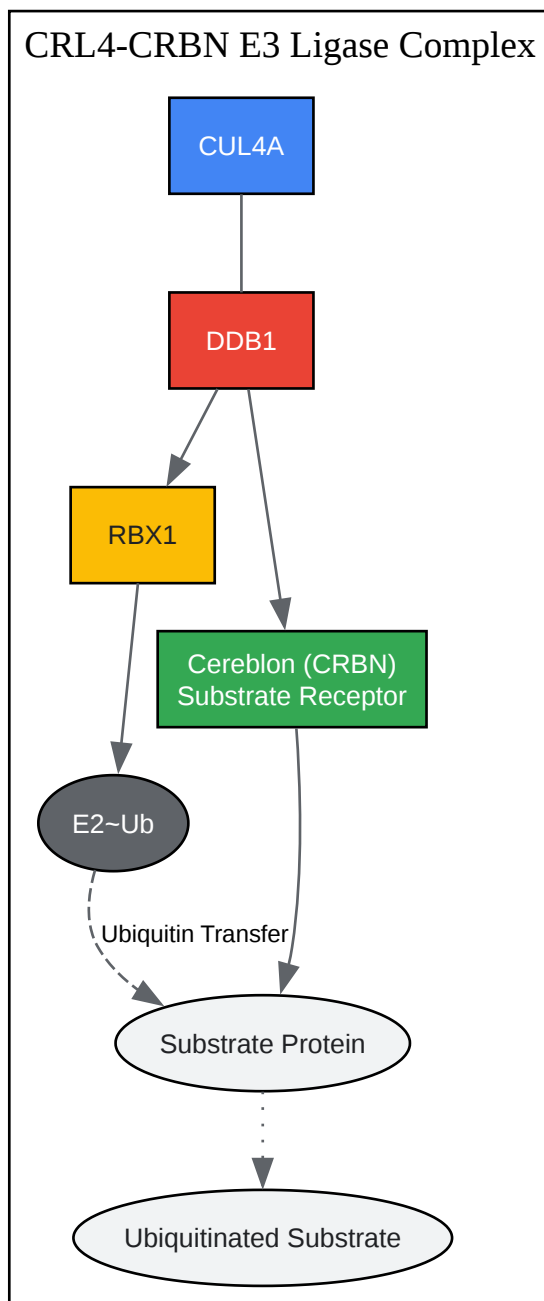 CRL4-CRBN E3 Ligase Complex
CUL4A
DDB1
RBX1
Cereblon (CRBN)
Substrate Receptor
E2~Ub
Ubiquitin Transfer
Substrate Protein
Ubiquitinated Substrate